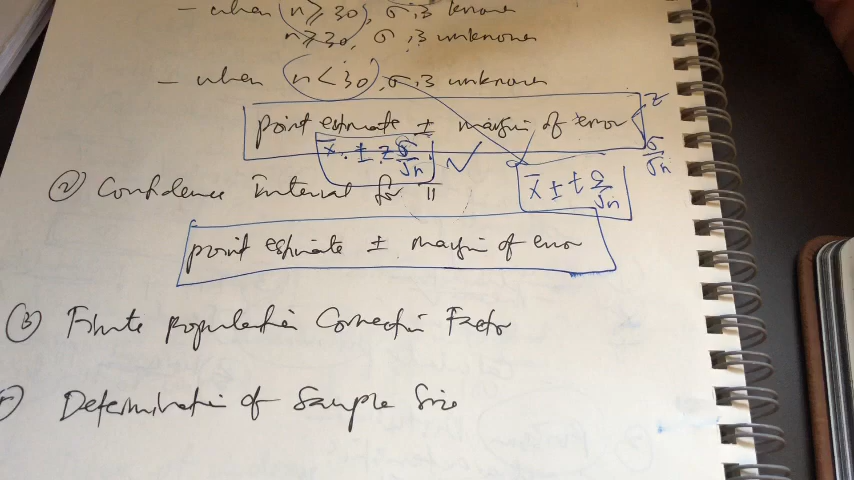 - when (n ≥ 30), σ is known
n ≥ 30, σ is unknown
- when (n < 30), σ is unknown
point estimate ± margin of error
z
σ/√n
x̄ ± z σ/√n
x̄ ± t s/√n
② Confidence Interval for π
point estimate ± margin of error
③ Finite population Correction Factor
Determination of Sample Size